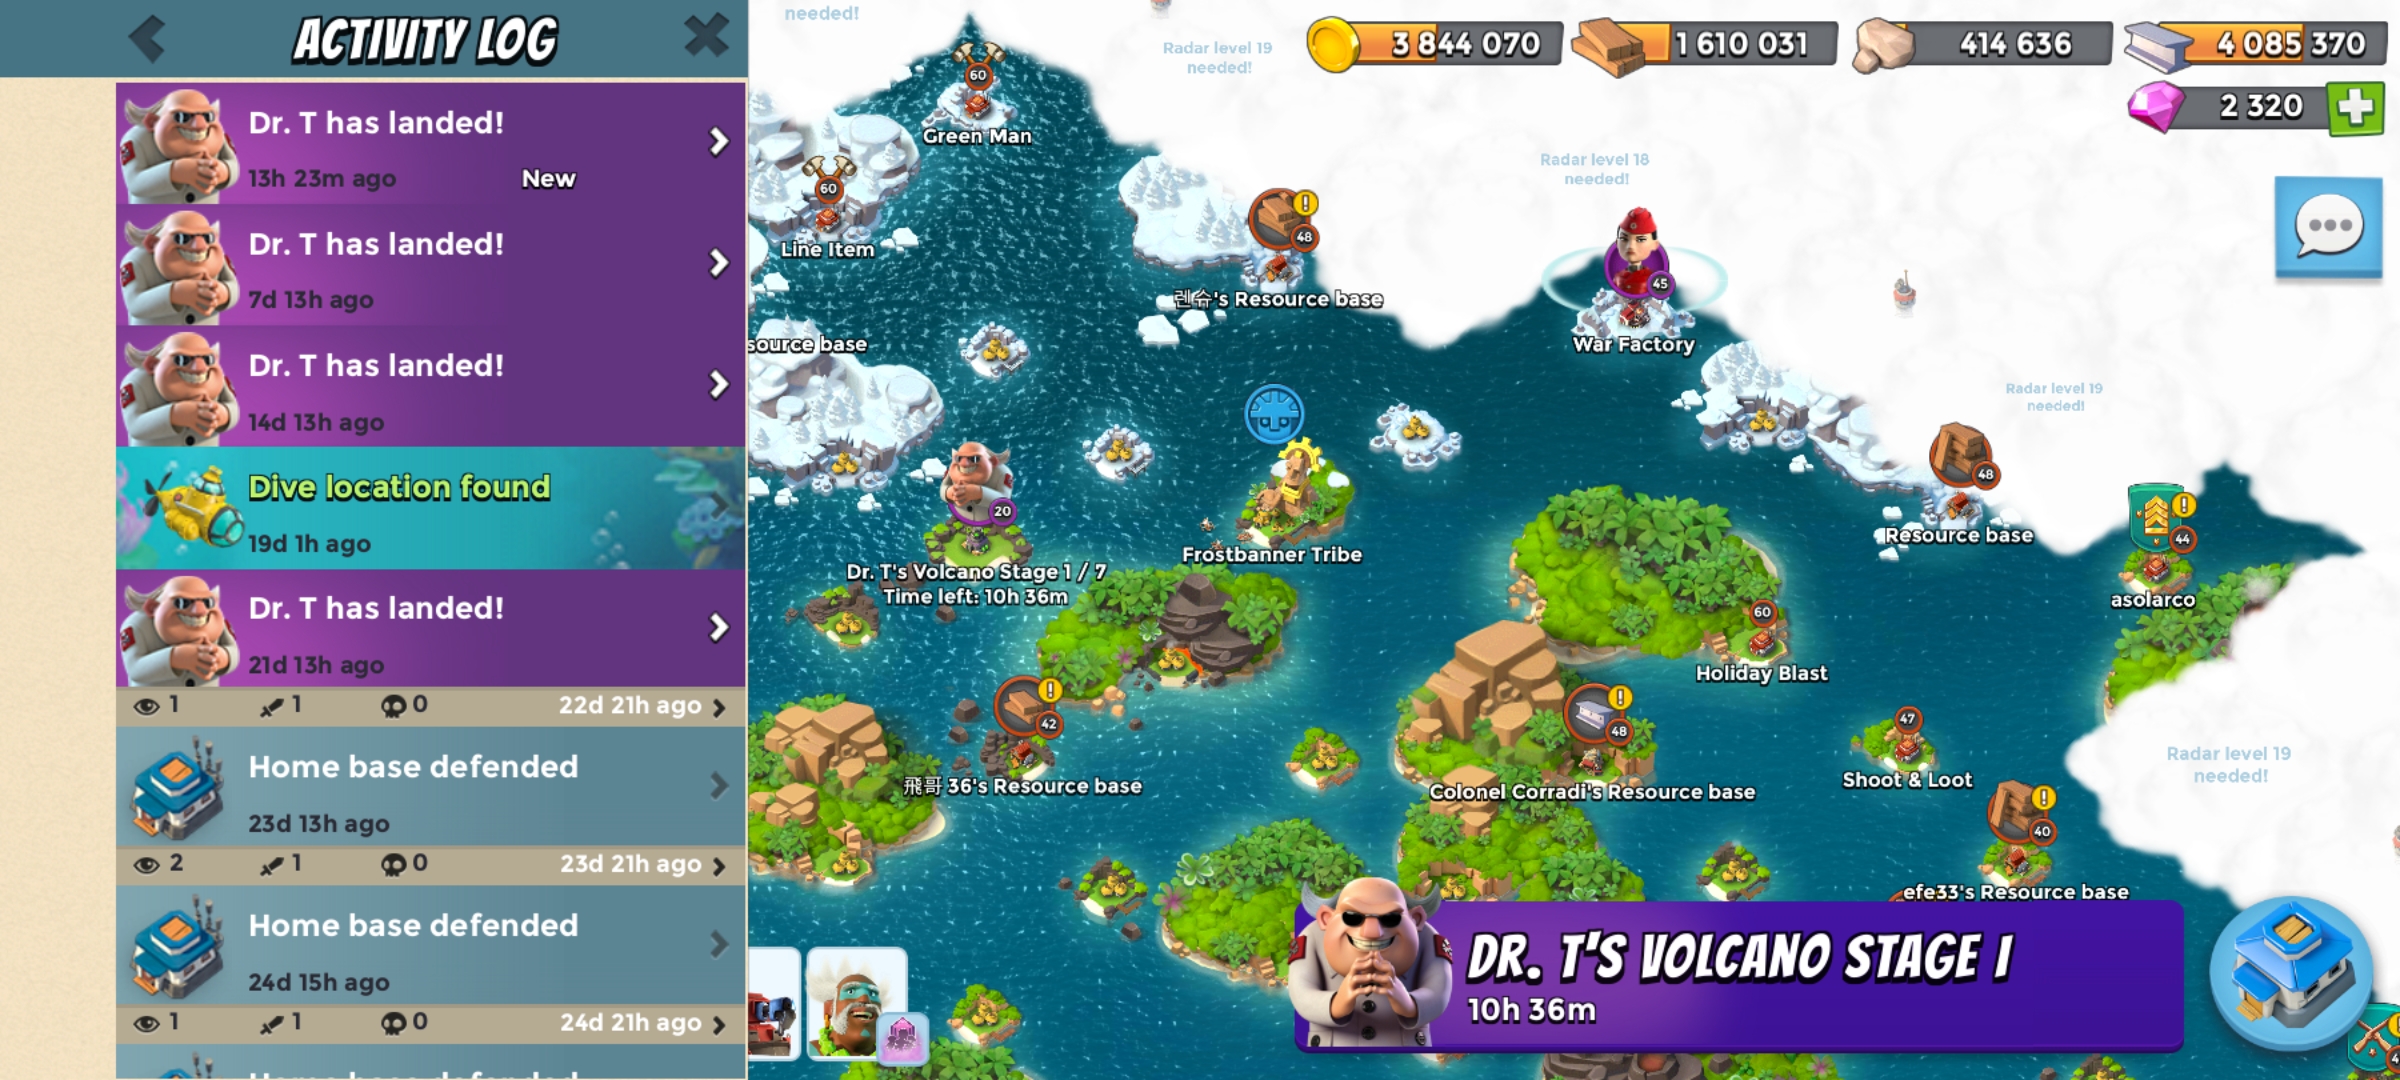 ACTIVITY LOG
Dr. T has landed!
13h 23m ago
New
Dr. T has landed!
7d 13h ago
Dr. T has landed!
14d 13h ago
Dive location found
19d 1h ago
Dr. T has landed!
21d 13h ago
1 1 0 22d 21h ago
Home base defended
23d 13h ago
2 1 0 23d 21h ago
Home base defended
24d 15h ago
1 1 0 24d 21h ago
Home base defended
needed!
Radar level 19
needed!
3 844 070
1 610 031
414 636
4 085 370
2 320
60
Green Man
60
Line Item
Radar level 18
needed!
48
렌슈's Resource base
45
War Factory
source base
Radar level 19
needed!
48
Resource base
44
asolarco
20
Dr. T's Volcano Stage 1 / 7
Time left: 10h 36m
Frostbanner Tribe
60
Holiday Blast
42
飛哥 36's Resource base
48
Colonel Corradi's Resource base
47
Shoot & Loot
Radar level 19
needed!
40
efe33's Resource base
DR. T'S VOLCANO STAGE I
10h 36m